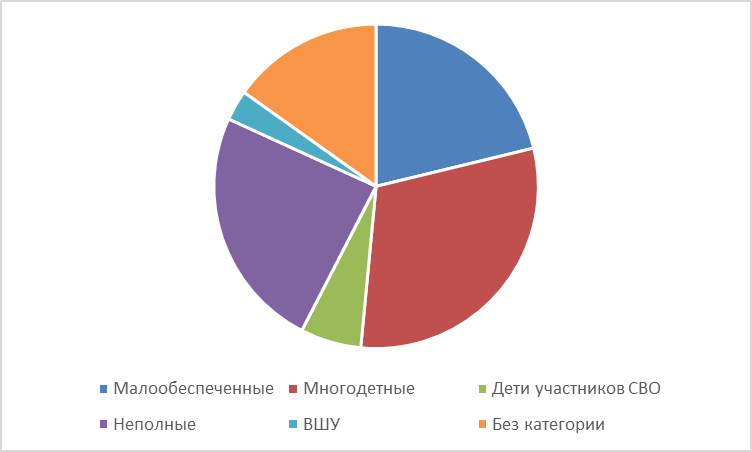 Малообеспеченные Многодетные Дети участников СВО
Неполные ВШУ Без категории